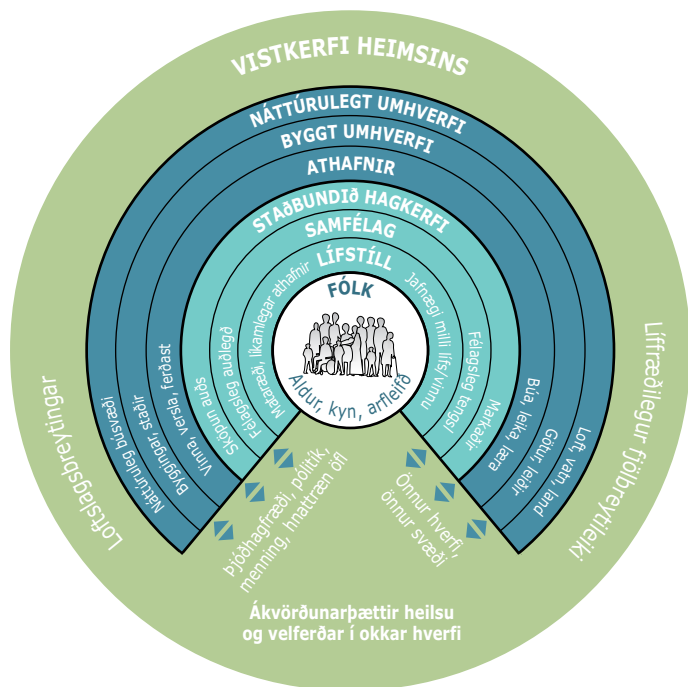 VISTKERFI HEIMSINS
NÁTTÚRULEGT UMHVERFI
BYGGT UMHVERFI
ATHAFNIR
STAðBUNDIð HAGKERFI
SAMFÉLAG
LÍFSTÍLL
FÓLK
Aldur, kyn, arfleifð
Mataræði, líkamlegar athafnir
Jafnægi milli lífs/vinnu
Félagsleg auðlegð
Félagsleg tengsl
Sköpun auðs
Markaðir
Vinna, versla, ferðast
Búa, leika, læra
Byggingar, staðir
Götur, leiðir
Náttúruleg búsvæði
Loft, vatn, land
Loftslagsbreytingar
Líffræðilegur fjölbreytileiki
Þjóðhagfræði, pólitík,
menning, hnattræn öfl
Önnur hverfi,
önnur svæði
Ákvörðunarþættir heilsu
og velferðar í okkar hverfi